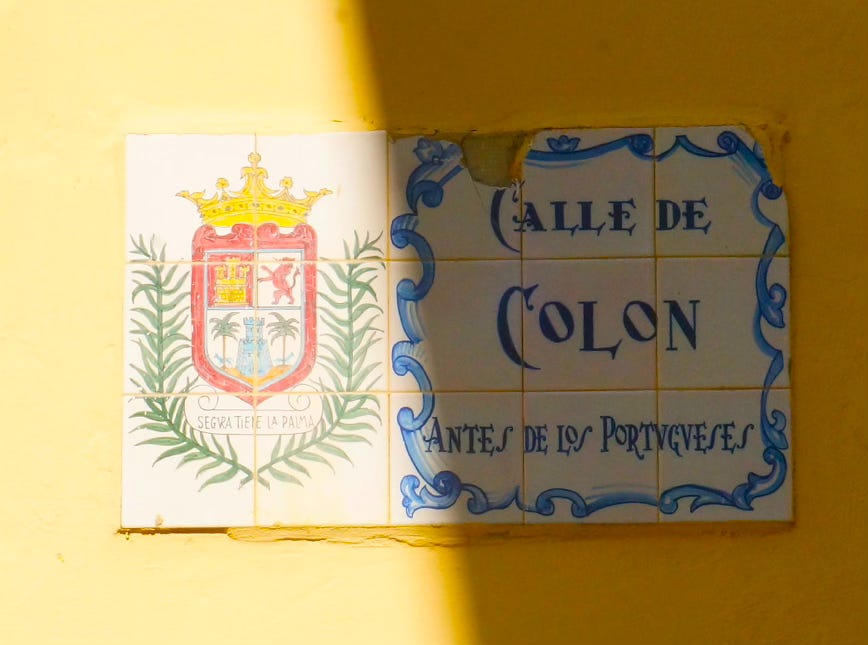 SEGVRA TIENE LA PALMA
CALLE DE
COLON
ANTES DE LOS PORTVGVESES